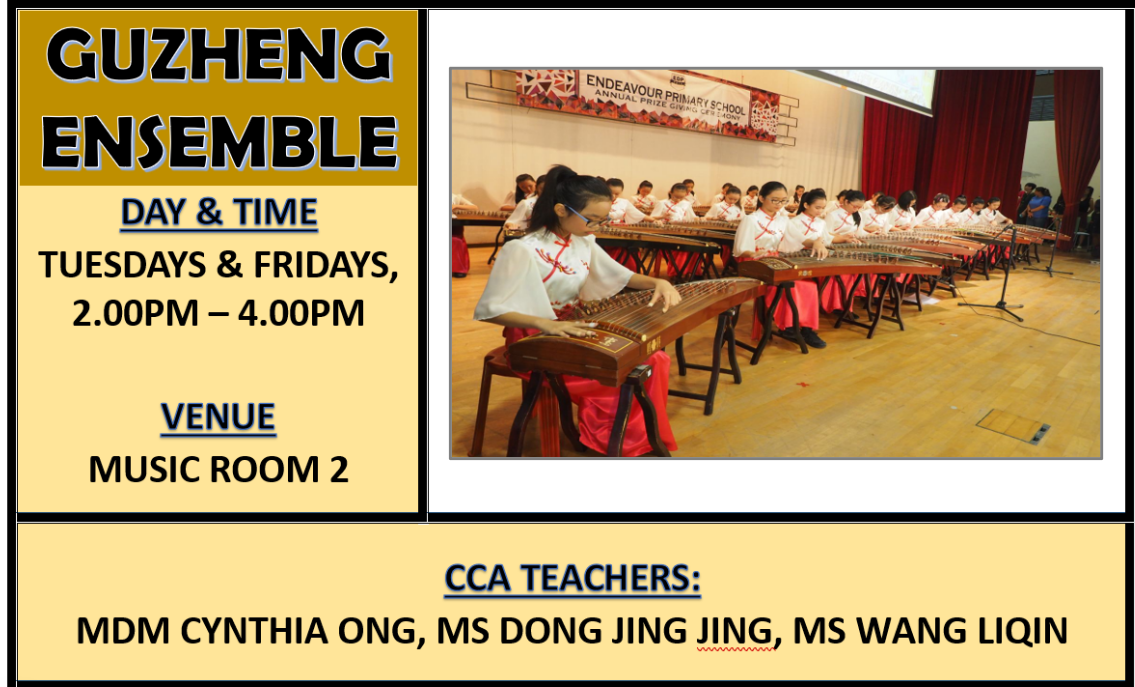 GUZHENG
ENSEMBLE
DAY & TIME
TUESDAYS & FRIDAYS,
2.00PM – 4.00PM
VENUE
MUSIC ROOM 2
ENDEAVOUR PRIMARY SCHOOL
ANNUAL PRIZE GIVING CEREMONY
CCA TEACHERS:
MDM CYNTHIA ONG, MS DONG JING JING, MS WANG LIQIN